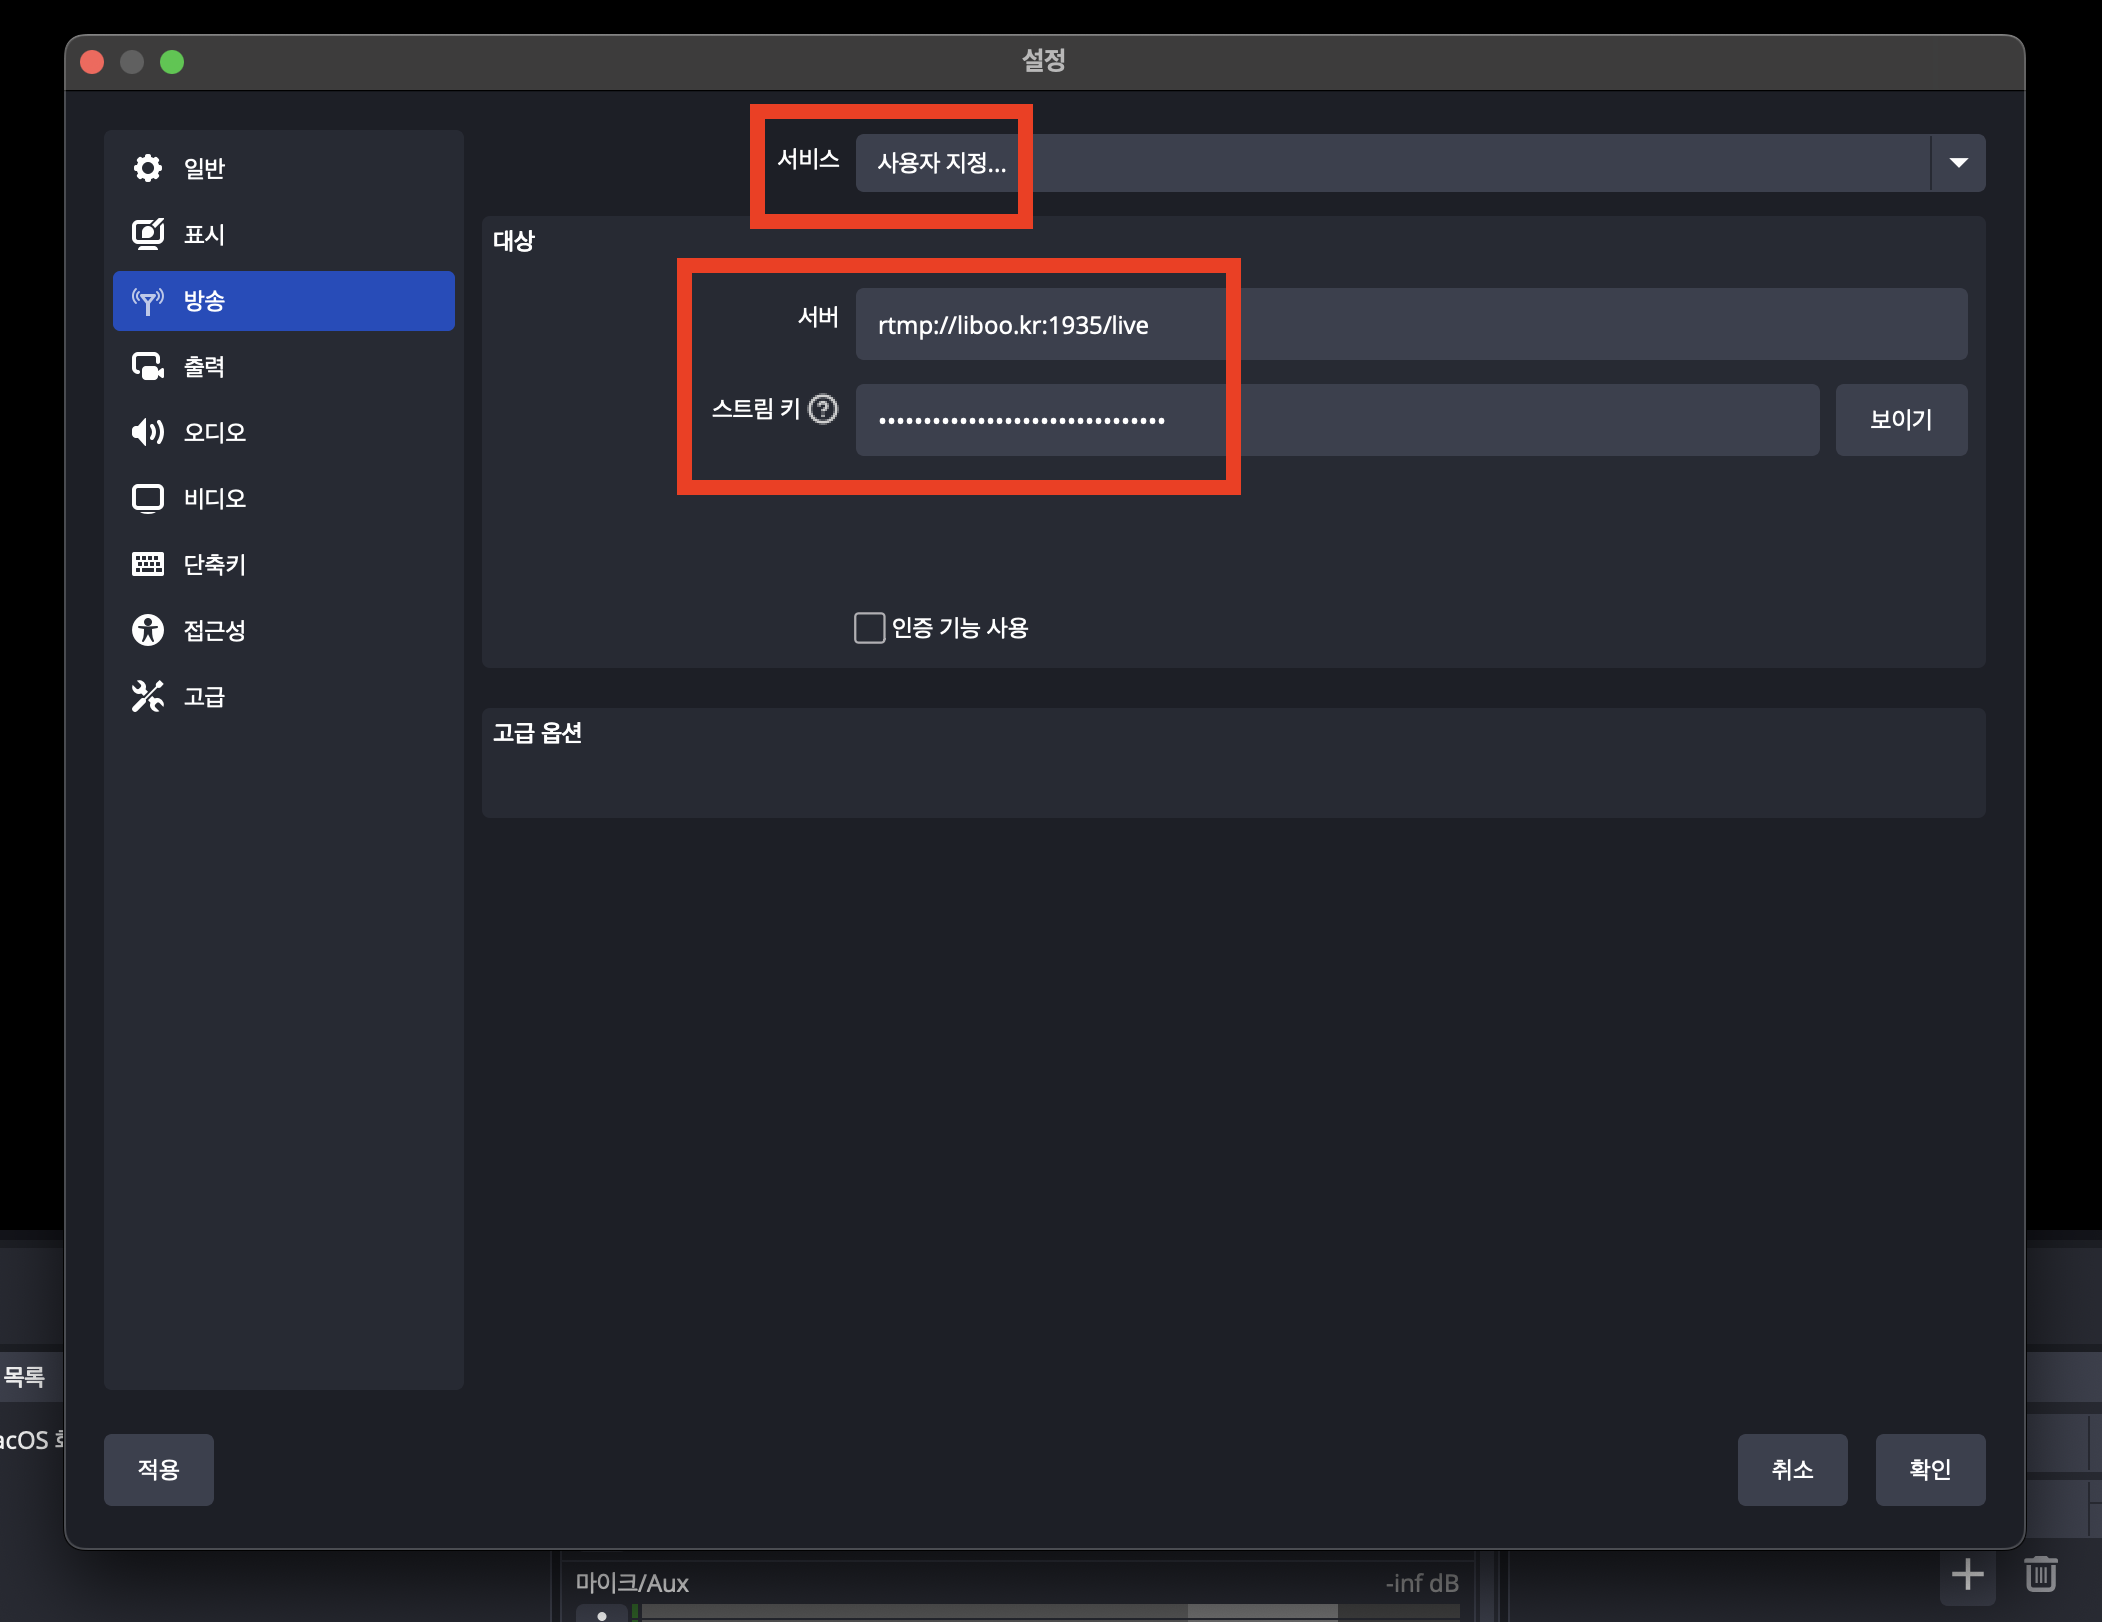 설정
일반
표시
방송
출력
오디오
비디오
단축키
접근성
고급
서비스 사용자 지정...
대상
서버 rtmp://liboo.kr:1935/live
스트림 키 ? •••••••••••••••••••••••••••••••• 보이기
인증 기능 사용
고급 옵션
목록
acOS
적용 취소 확인
마이크/Aux -inf dB